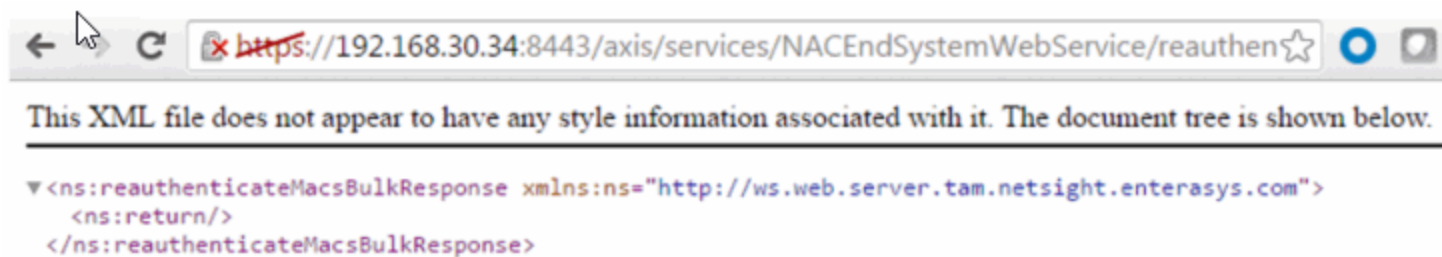 https://192.168.30.34:8443/axis/services/NACEndSystemWebService/reauthen
This XML file does not appear to have any style information associated with it. The document tree is shown below.
▼<ns:reauthenticateMacsBulkResponse xmlns:ns="http://ws.web.server.tam.netsight.enterasys.com">
<ns:return/>
</ns:reauthenticateMacsBulkResponse>